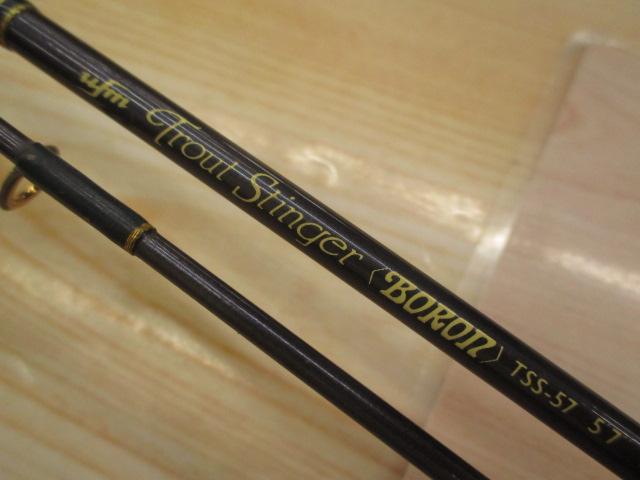 ufm Trout Stinger 〈BORON〉 TSS-57 5'7